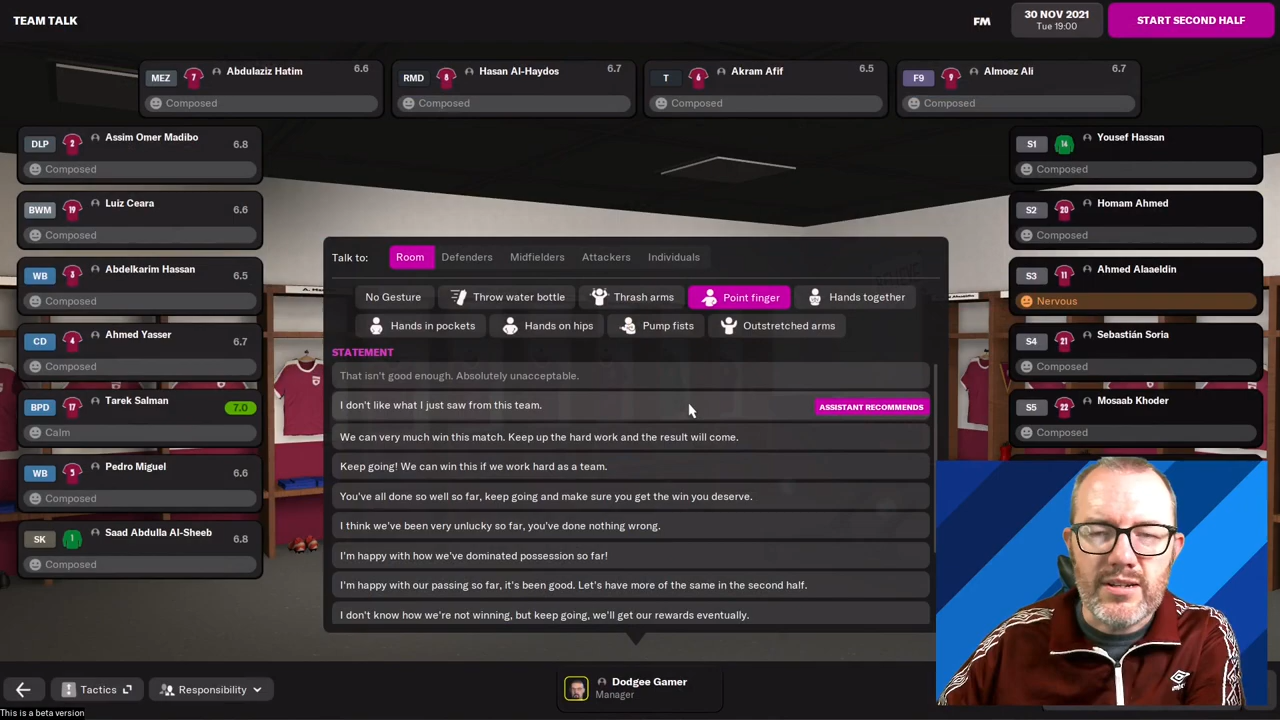 TEAM TALK
FM
30 NOV 2021
Tue 19:00
START SECOND HALF
MEZ 7 Abdulaziz Hatim 6.6
Composed
RMD 8 Hasan Al-Haydos 6.7
Composed
T 6 Akram Afif 6.5
Composed
F9 9 Almoez Ali 6.7
Composed
DLP 2 Assim Omer Madibo 6.8
Composed
BWM 19 Luiz Ceara 6.6
Composed
WB 3 Abdelkarim Hassan 6.5
Composed
CD 4 Ahmed Yasser 6.7
Composed
BPD 17 Tarek Salman 7.0
Calm
WB 5 Pedro Miguel 6.6
Composed
SK 1 Saad Abdulla Al-Sheeb 6.8
Composed
Talk to: Room Defenders Midfielders Attackers Individuals
No Gesture Throw water bottle Thrash arms Point finger Hands together
Hands in pockets Hands on hips Pump fists Outstretched arms
STATEMENT
That isn't good enough. Absolutely unacceptable.
I don't like what I just saw from this team. ASSISTANT RECOMMENDS
We can very much win this match. Keep up the hard work and the result will come.
Keep going! We can win this if we work hard as a team.
You've all done so well so far, keep going and make sure you get the win you deserve.
I think we've been very unlucky so far, you've done nothing wrong.
I'm happy with how we've dominated possession so far!
I'm happy with our passing so far, it's been good. Let's have more of the same in the second half.
I don't know how we're not winning, but keep going, we'll get our rewards eventually.
S1 14 Yousef Hassan
Composed
S2 20 Homam Ahmed
Composed
S3 11 Ahmed Alaaeldin
Nervous
S4 21 Sebastián Soria
Composed
S5 22 Mosaab Khoder
Composed
Tactics
Responsibility
Dodgee Gamer
Manager
This is a beta version